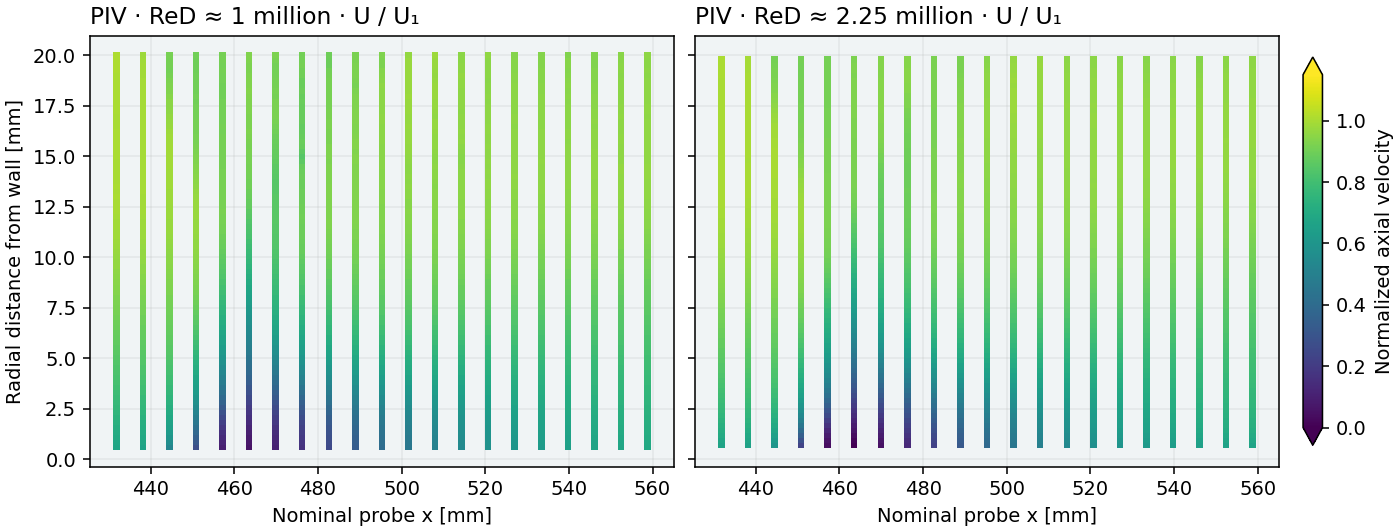 PIV · ReD ≈ 1 million · U / U₁
PIV · ReD ≈ 2.25 million · U / U₁
Radial distance from wall [mm]
20.0
17.5
15.0
12.5
10.0
7.5
5.0
2.5
0.0
440 460 480 500 520 540 560
Nominal probe x [mm]
440 460 480 500 520 540 560
Nominal probe x [mm]
1.0
0.8
0.6
0.4
0.2
0.0
Normalized axial velocity